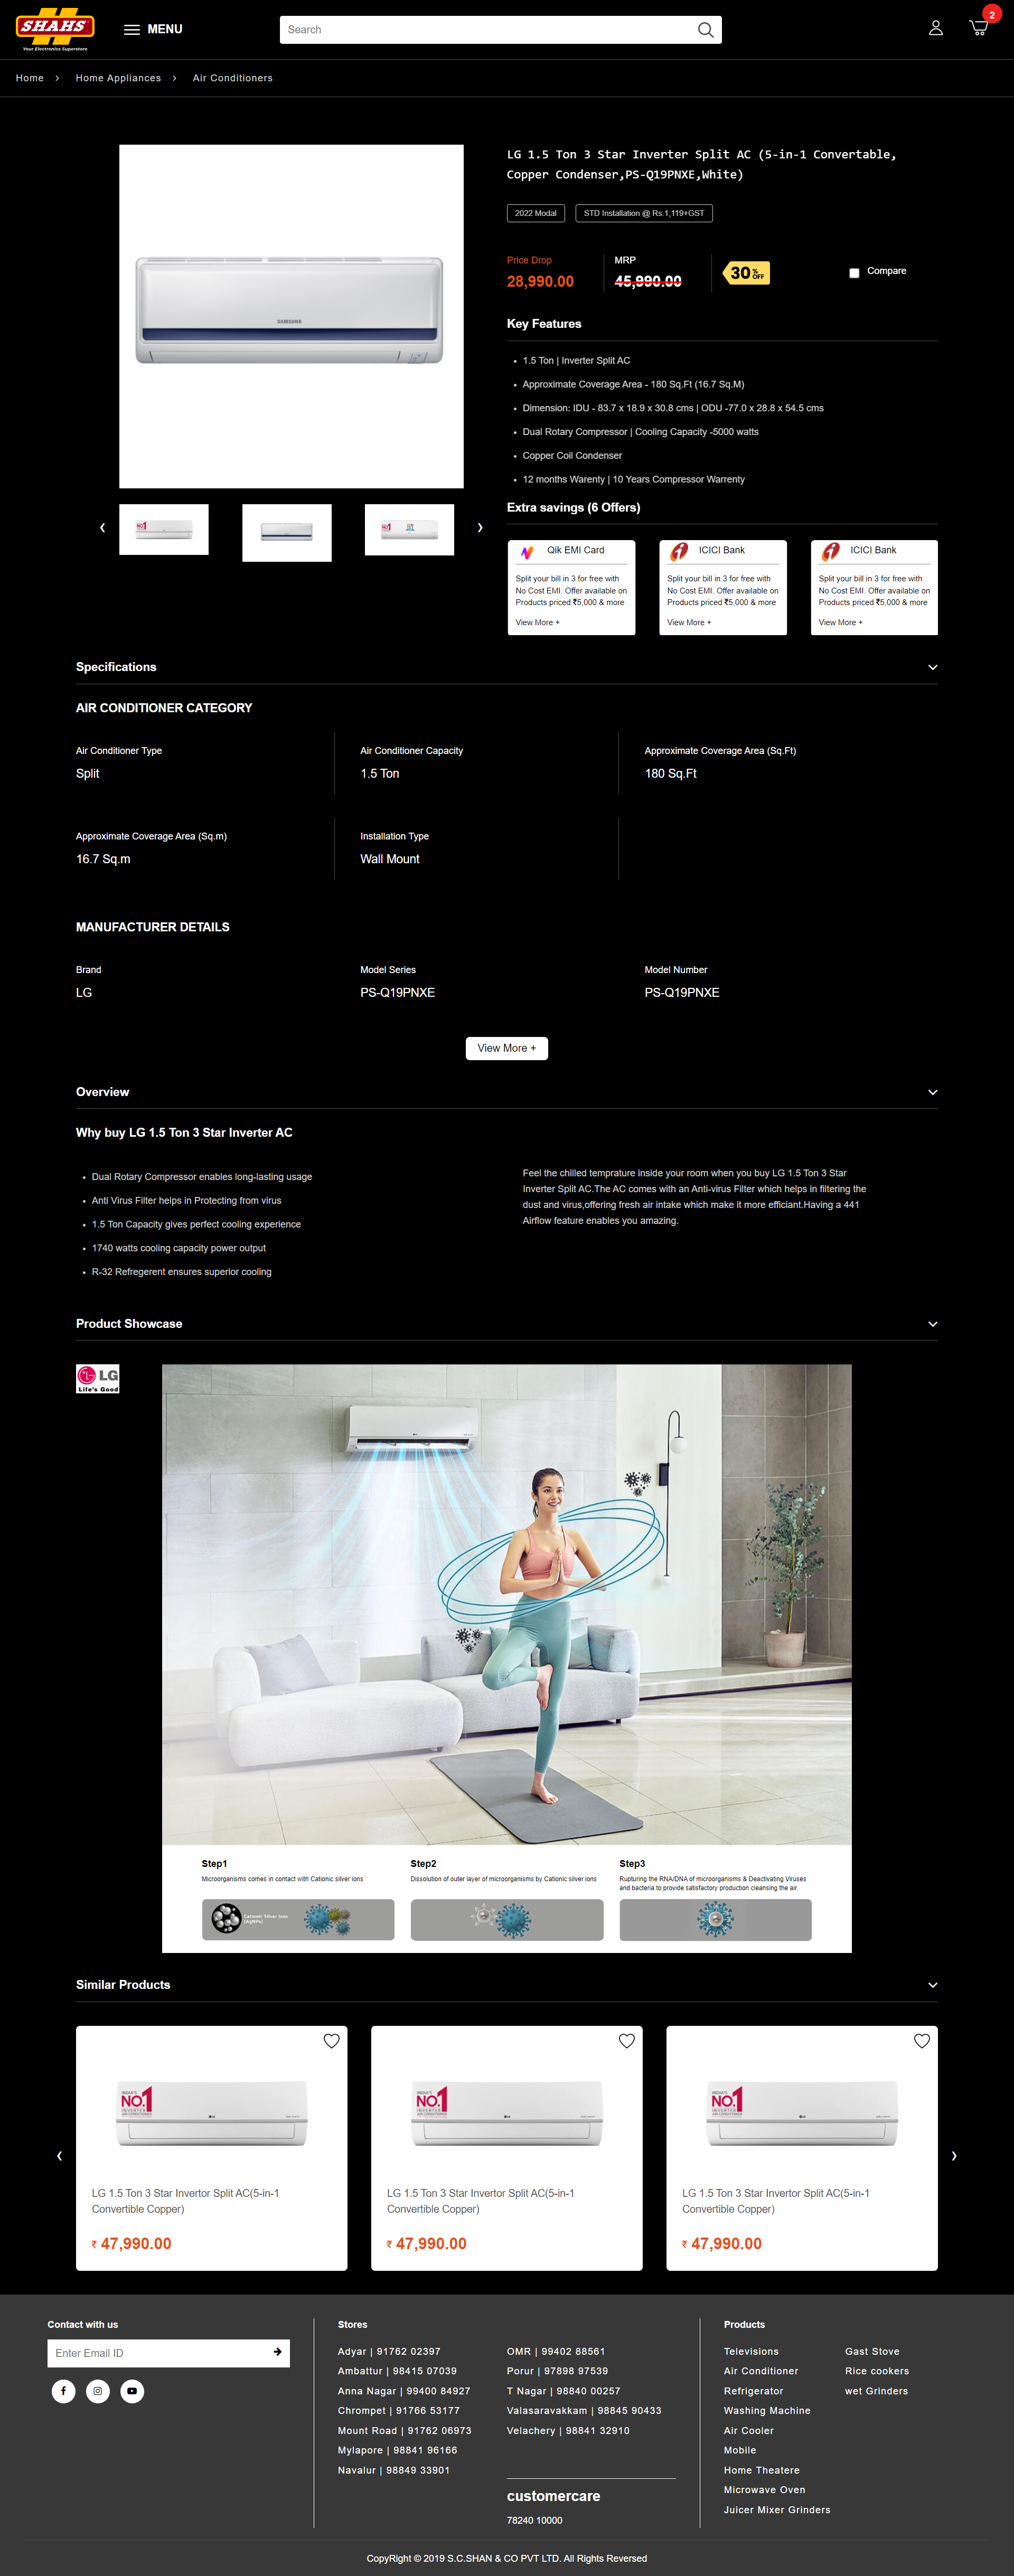 SHAHS
Your Electronics Superstore
MENU
Search
2
Home > Home Appliances > Air Conditioners
LG 1.5 Ton 3 Star Inverter Split AC (5-in-1 Convertable,
Copper Condenser,PS-Q19PNXE,White)
2022 Modal
STD Installation @ Rs.1,119+GST
Price Drop
28,990.00
MRP
45,990.00
30% OFF
Compare
SAMSUNG
Key Features
1.5 Ton | Inverter Split AC
Approximate Coverage Area - 180 Sq.Ft (16.7 Sq.M)
Dimension: IDU - 83.7 x 18.9 x 30.8 cms | ODU -77.0 x 28.8 x 54.5 cms
Dual Rotary Compressor | Cooling Capacity -5000 watts
Copper Coil Condenser
12 months Warenty | 10 Years Compressor Warrenty
NO.1
NO.1
Extra savings (6 Offers)
Qik EMI Card
Split your bill in 3 for free with
No Cost EMI. Offer available on
Products priced ₹5,000 & more
View More +
ICICI Bank
Split your bill in 3 for free with
No Cost EMI. Offer available on
Products priced ₹5,000 & more
View More +
ICICI Bank
Split your bill in 3 for free with
No Cost EMI. Offer available on
Products priced ₹5,000 & more
View More +
Specifications
AIR CONDITIONER CATEGORY
Air Conditioner Type
Split
Air Conditioner Capacity
1.5 Ton
Approximate Coverage Area (Sq.Ft)
180 Sq.Ft
Approximate Coverage Area (Sq.m)
16.7 Sq.m
Installation Type
Wall Mount
MANUFACTURER DETAILS
Brand
LG
Model Series
PS-Q19PNXE
Model Number
PS-Q19PNXE
View More +
Overview
Why buy LG 1.5 Ton 3 Star Inverter AC
Dual Rotary Compressor enables long-lasting usage
Anti Virus Filter helps in Protecting from virus
1.5 Ton Capacity gives perfect cooling experience
1740 watts cooling capacity power output
R-32 Refregerent ensures superior cooling
Feel the chilled temprature inside your room when you buy LG 1.5 Ton 3 Star
Inverter Split AC.The AC comes with an Anti-virus Filter which helps in filtering the
dust and virus,offering fresh air intake which make it more efficiant.Having a 441
Airflow feature enables you amazing.
Product Showcase
LG
Life's Good
Step1
Microorganisms comes in contact with Cationic silver ions
Cationic Silver Ions
(AgNPs)
Step2
Dissolution of outer layer of microorganisms by Cationic silver ions
Step3
Rupturing the RNA/DNA of microorganisms & Deactivating Viruses
and bacteria to provide satisfactory production cleansing the air.
Similar Products
INDIA'S
NO.1
INVERTER
AIR CONDITIONER
LG
LG 1.5 Ton 3 Star Invertor Split AC(5-in-1
Convertible Copper)
₹ 47,990.00
INDIA'S
NO.1
INVERTER
AIR CONDITIONER
LG
LG 1.5 Ton 3 Star Invertor Split AC(5-in-1
Convertible Copper)
₹ 47,990.00
INDIA'S
NO.1
INVERTER
AIR CONDITIONER
LG
LG 1.5 Ton 3 Star Invertor Split AC(5-in-1
Convertible Copper)
₹ 47,990.00
Contact with us
Enter Email ID
Stores
Adyar | 91762 02397
Ambattur | 98415 07039
Anna Nagar | 99400 84927
Chrompet | 91766 53177
Mount Road | 91762 06973
Mylapore | 98841 96166
Navalur | 98849 33901
OMR | 99402 88561
Porur | 97898 97539
T Nagar | 98840 00257
Valasaravakkam | 98845 90433
Velachery | 98841 32910
customercare
78240 10000
Products
Televisions
Air Conditioner
Refrigerator
Washing Machine
Air Cooler
Mobile
Home Theatere
Microwave Oven
Juicer Mixer Grinders
Gast Stove
Rice cookers
wet Grinders
CopyRight © 2019 S.C.SHAN & CO PVT LTD. All Rights Reversed